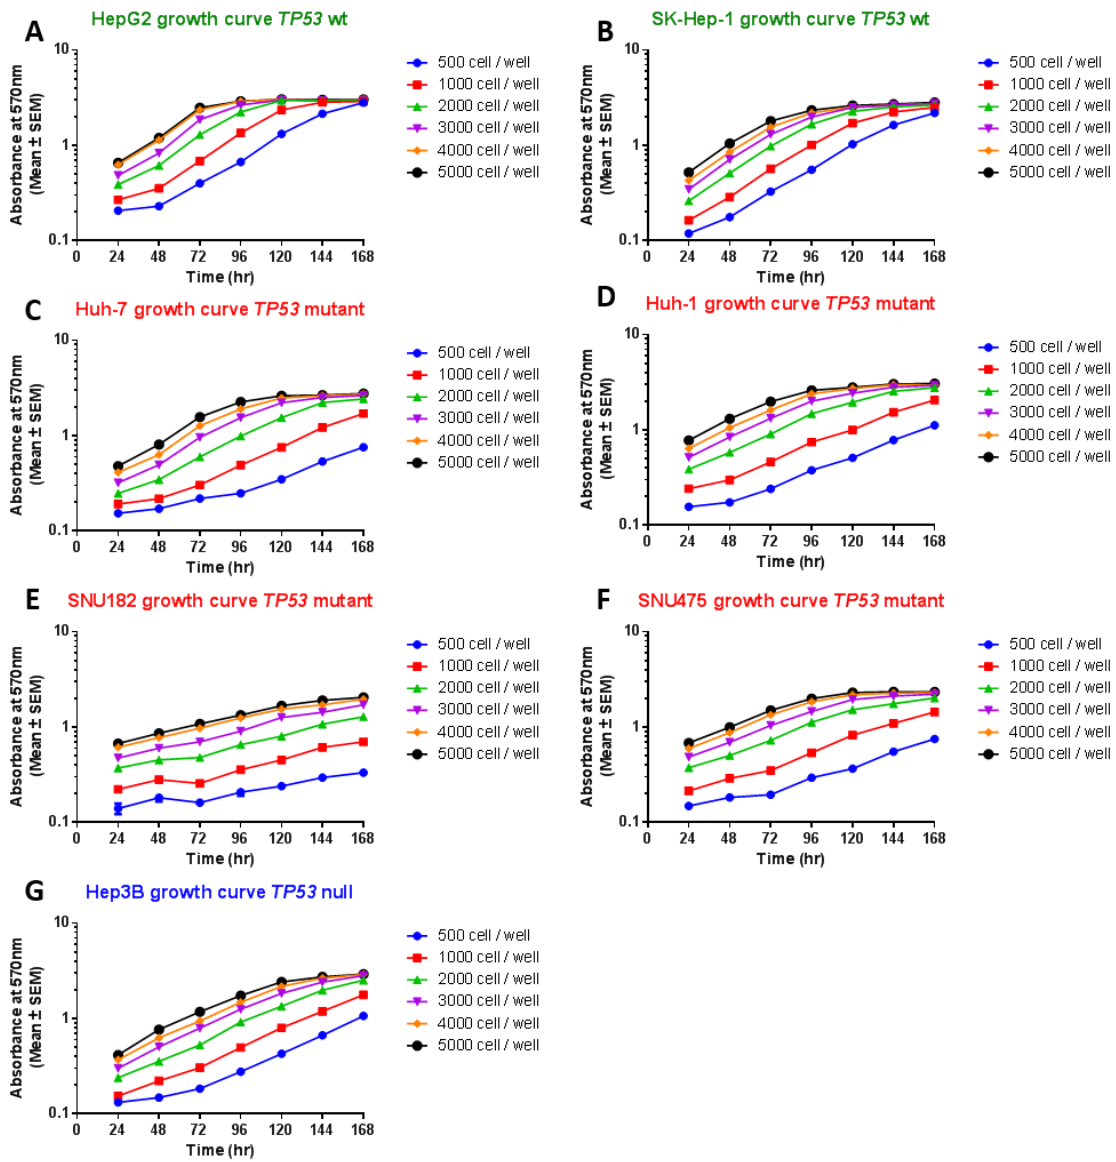 A
HepG2 growth curve TP53 wt
10
1
0.1
0 24 48 72 96 120 144 168
Time (hr)
Absorbance at 570nm
(Mean ± SEM)
500 cell / well
1000 cell / well
2000 cell / well
3000 cell / well
4000 cell / well
5000 cell / well
B
SK-Hep-1 growth curve TP53 wt
10
1
0.1
0 24 48 72 96 120 144 168
Time (hr)
Absorbance at 570nm
(Mean ± SEM)
500 cell / well
1000 cell / well
2000 cell / well
3000 cell / well
4000 cell / well
5000 cell / well
C
Huh-7 growth curve TP53 mutant
10
1
0.1
0 24 48 72 96 120 144 168
Time (hr)
Absorbance at 570nm
(Mean ± SEM)
500 cell / well
1000 cell / well
2000 cell / well
3000 cell / well
4000 cell / well
5000 cell / well
D
Huh-1 growth curve TP53 mutant
10
1
0.1
0 24 48 72 96 120 144 168
Time (hr)
Absorbance at 570nm
(Mean ± SEM)
500 cell / well
1000 cell / well
2000 cell / well
3000 cell / well
4000 cell / well
5000 cell / well
E
SNU182 growth curve TP53 mutant
10
1
0.1
0 24 48 72 96 120 144 168
Time (hr)
Absorbance at 570nm
(Mean ± SEM)
500 cell / well
1000 cell / well
2000 cell / well
3000 cell / well
4000 cell / well
5000 cell / well
F
SNU475 growth curve TP53 mutant
10
1
0.1
0 24 48 72 96 120 144 168
Time (hr)
Absorbance at 570nm
(Mean ± SEM)
500 cell / well
1000 cell / well
2000 cell / well
3000 cell / well
4000 cell / well
5000 cell / well
G
Hep3B growth curve TP53 null
10
1
0.1
0 24 48 72 96 120 144 168
Time (hr)
Absorbance at 570nm
(Mean ± SEM)
500 cell / well
1000 cell / well
2000 cell / well
3000 cell / well
4000 cell / well
5000 cell / well